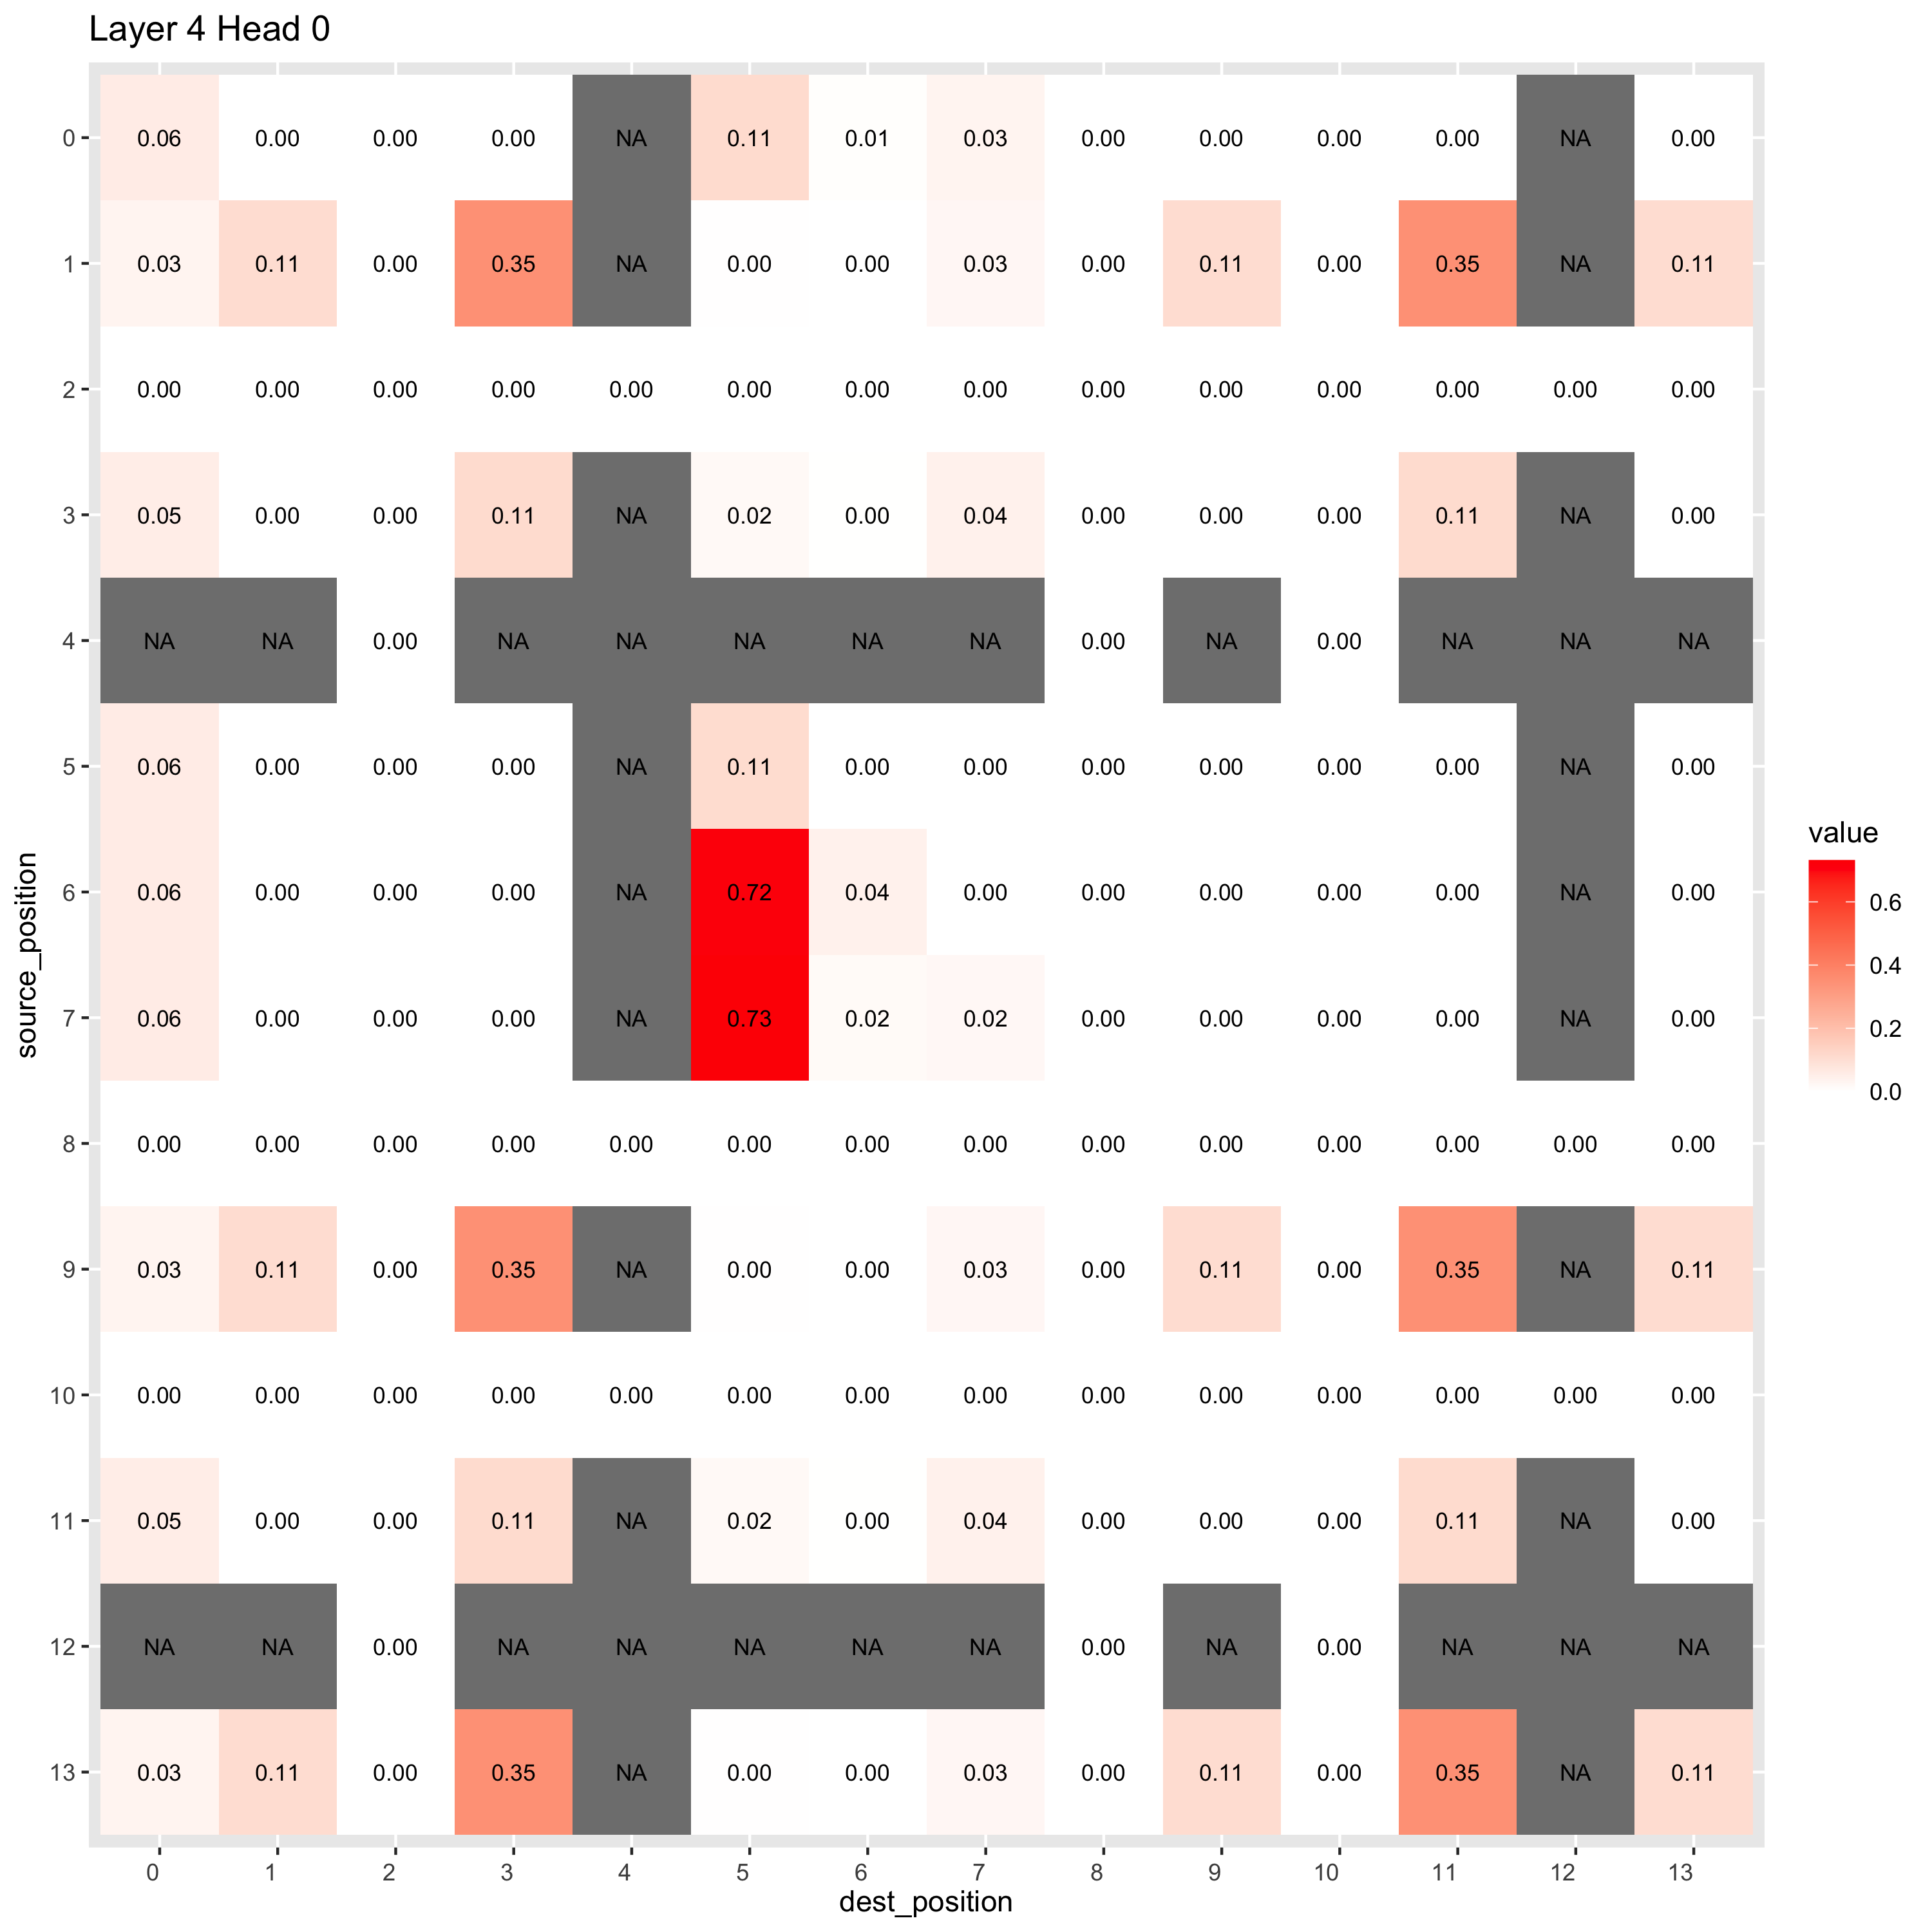 Layer 4 Head 0
0 0.06 0.00 0.00 0.00 NA 0.11 0.01 0.03 0.00 0.00 0.00 0.00 NA 0.00
1 0.03 0.11 0.00 0.35 NA 0.00 0.00 0.03 0.00 0.11 0.00 0.35 NA 0.11
2 0.00 0.00 0.00 0.00 0.00 0.00 0.00 0.00 0.00 0.00 0.00 0.00 0.00 0.00
3 0.05 0.00 0.00 0.11 NA 0.02 0.00 0.04 0.00 0.00 0.00 0.11 NA 0.00
4 NA NA 0.00 NA NA NA NA NA 0.00 NA 0.00 NA NA NA
5 0.06 0.00 0.00 0.00 NA 0.11 0.00 0.00 0.00 0.00 0.00 0.00 NA 0.00
6 0.06 0.00 0.00 0.00 NA 0.72 0.04 0.00 0.00 0.00 0.00 0.00 NA 0.00
7 0.06 0.00 0.00 0.00 NA 0.73 0.02 0.02 0.00 0.00 0.00 0.00 NA 0.00
8 0.00 0.00 0.00 0.00 0.00 0.00 0.00 0.00 0.00 0.00 0.00 0.00 0.00 0.00
9 0.03 0.11 0.00 0.35 NA 0.00 0.00 0.03 0.00 0.11 0.00 0.35 NA 0.11
10 0.00 0.00 0.00 0.00 0.00 0.00 0.00 0.00 0.00 0.00 0.00 0.00 0.00 0.00
11 0.05 0.00 0.00 0.11 NA 0.02 0.00 0.04 0.00 0.00 0.00 0.11 NA 0.00
12 NA NA 0.00 NA NA NA NA NA 0.00 NA 0.00 NA NA NA
13 0.03 0.11 0.00 0.35 NA 0.00 0.00 0.03 0.00 0.11 0.00 0.35 NA 0.11
0 1 2 3 4 5 6 7 8 9 10 11 12 13
dest_position
source_position
value
0.6
0.4
0.2
0.0